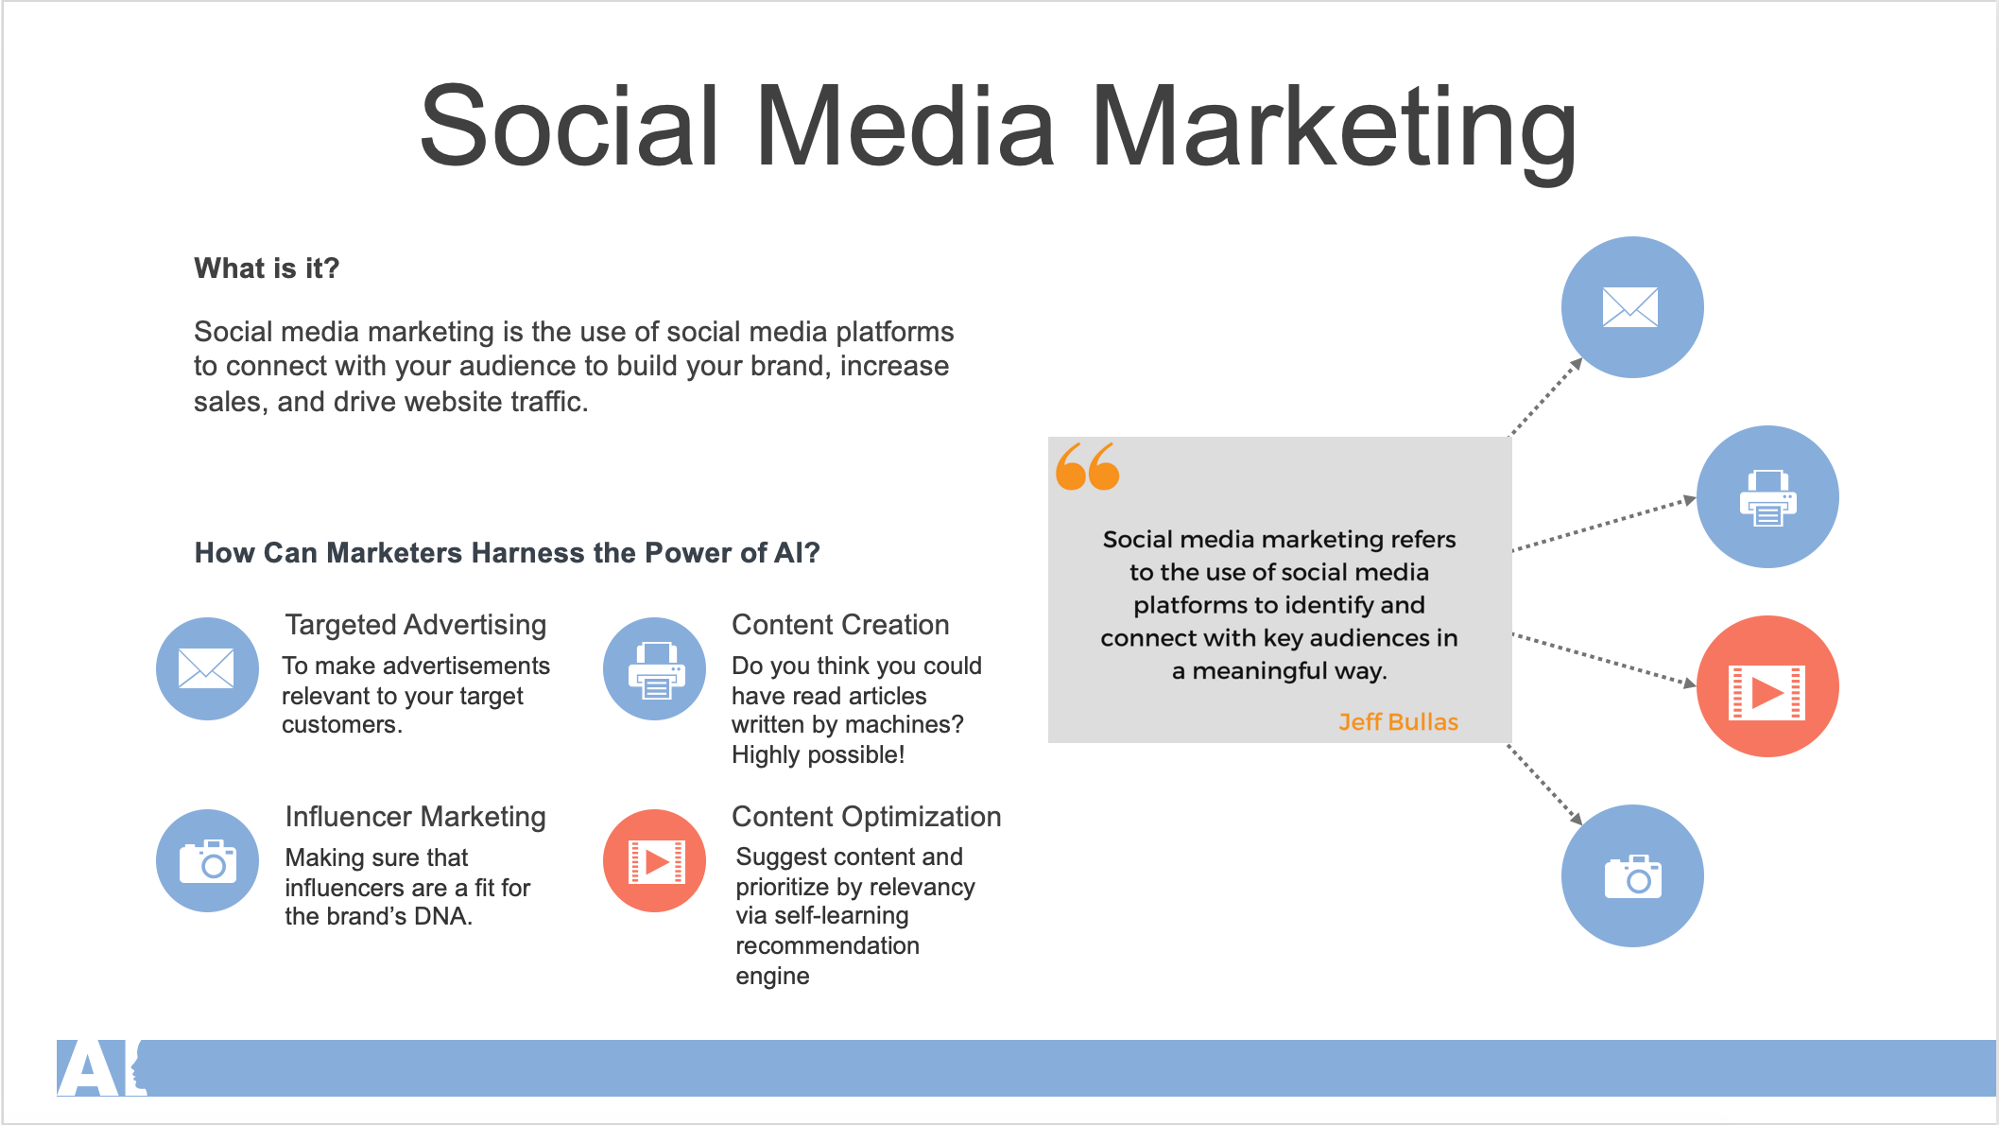 Social Media Marketing
What is it?
Social media marketing is the use of social media platforms
to connect with your audience to build your brand, increase
sales, and drive website traffic.
How Can Marketers Harness the Power of AI?
Targeted Advertising
To make advertisements
relevant to your target
customers.
Content Creation
Do you think you could
have read articles
written by machines?
Highly possible!
Influencer Marketing
Making sure that
influencers are a fit for
the brand’s DNA.
Content Optimization
Suggest content and
prioritize by relevancy
via self-learning
recommendation
engine
“
Social media marketing refers
to the use of social media
platforms to identify and
connect with key audiences in
a meaningful way.
Jeff Bullas
AI